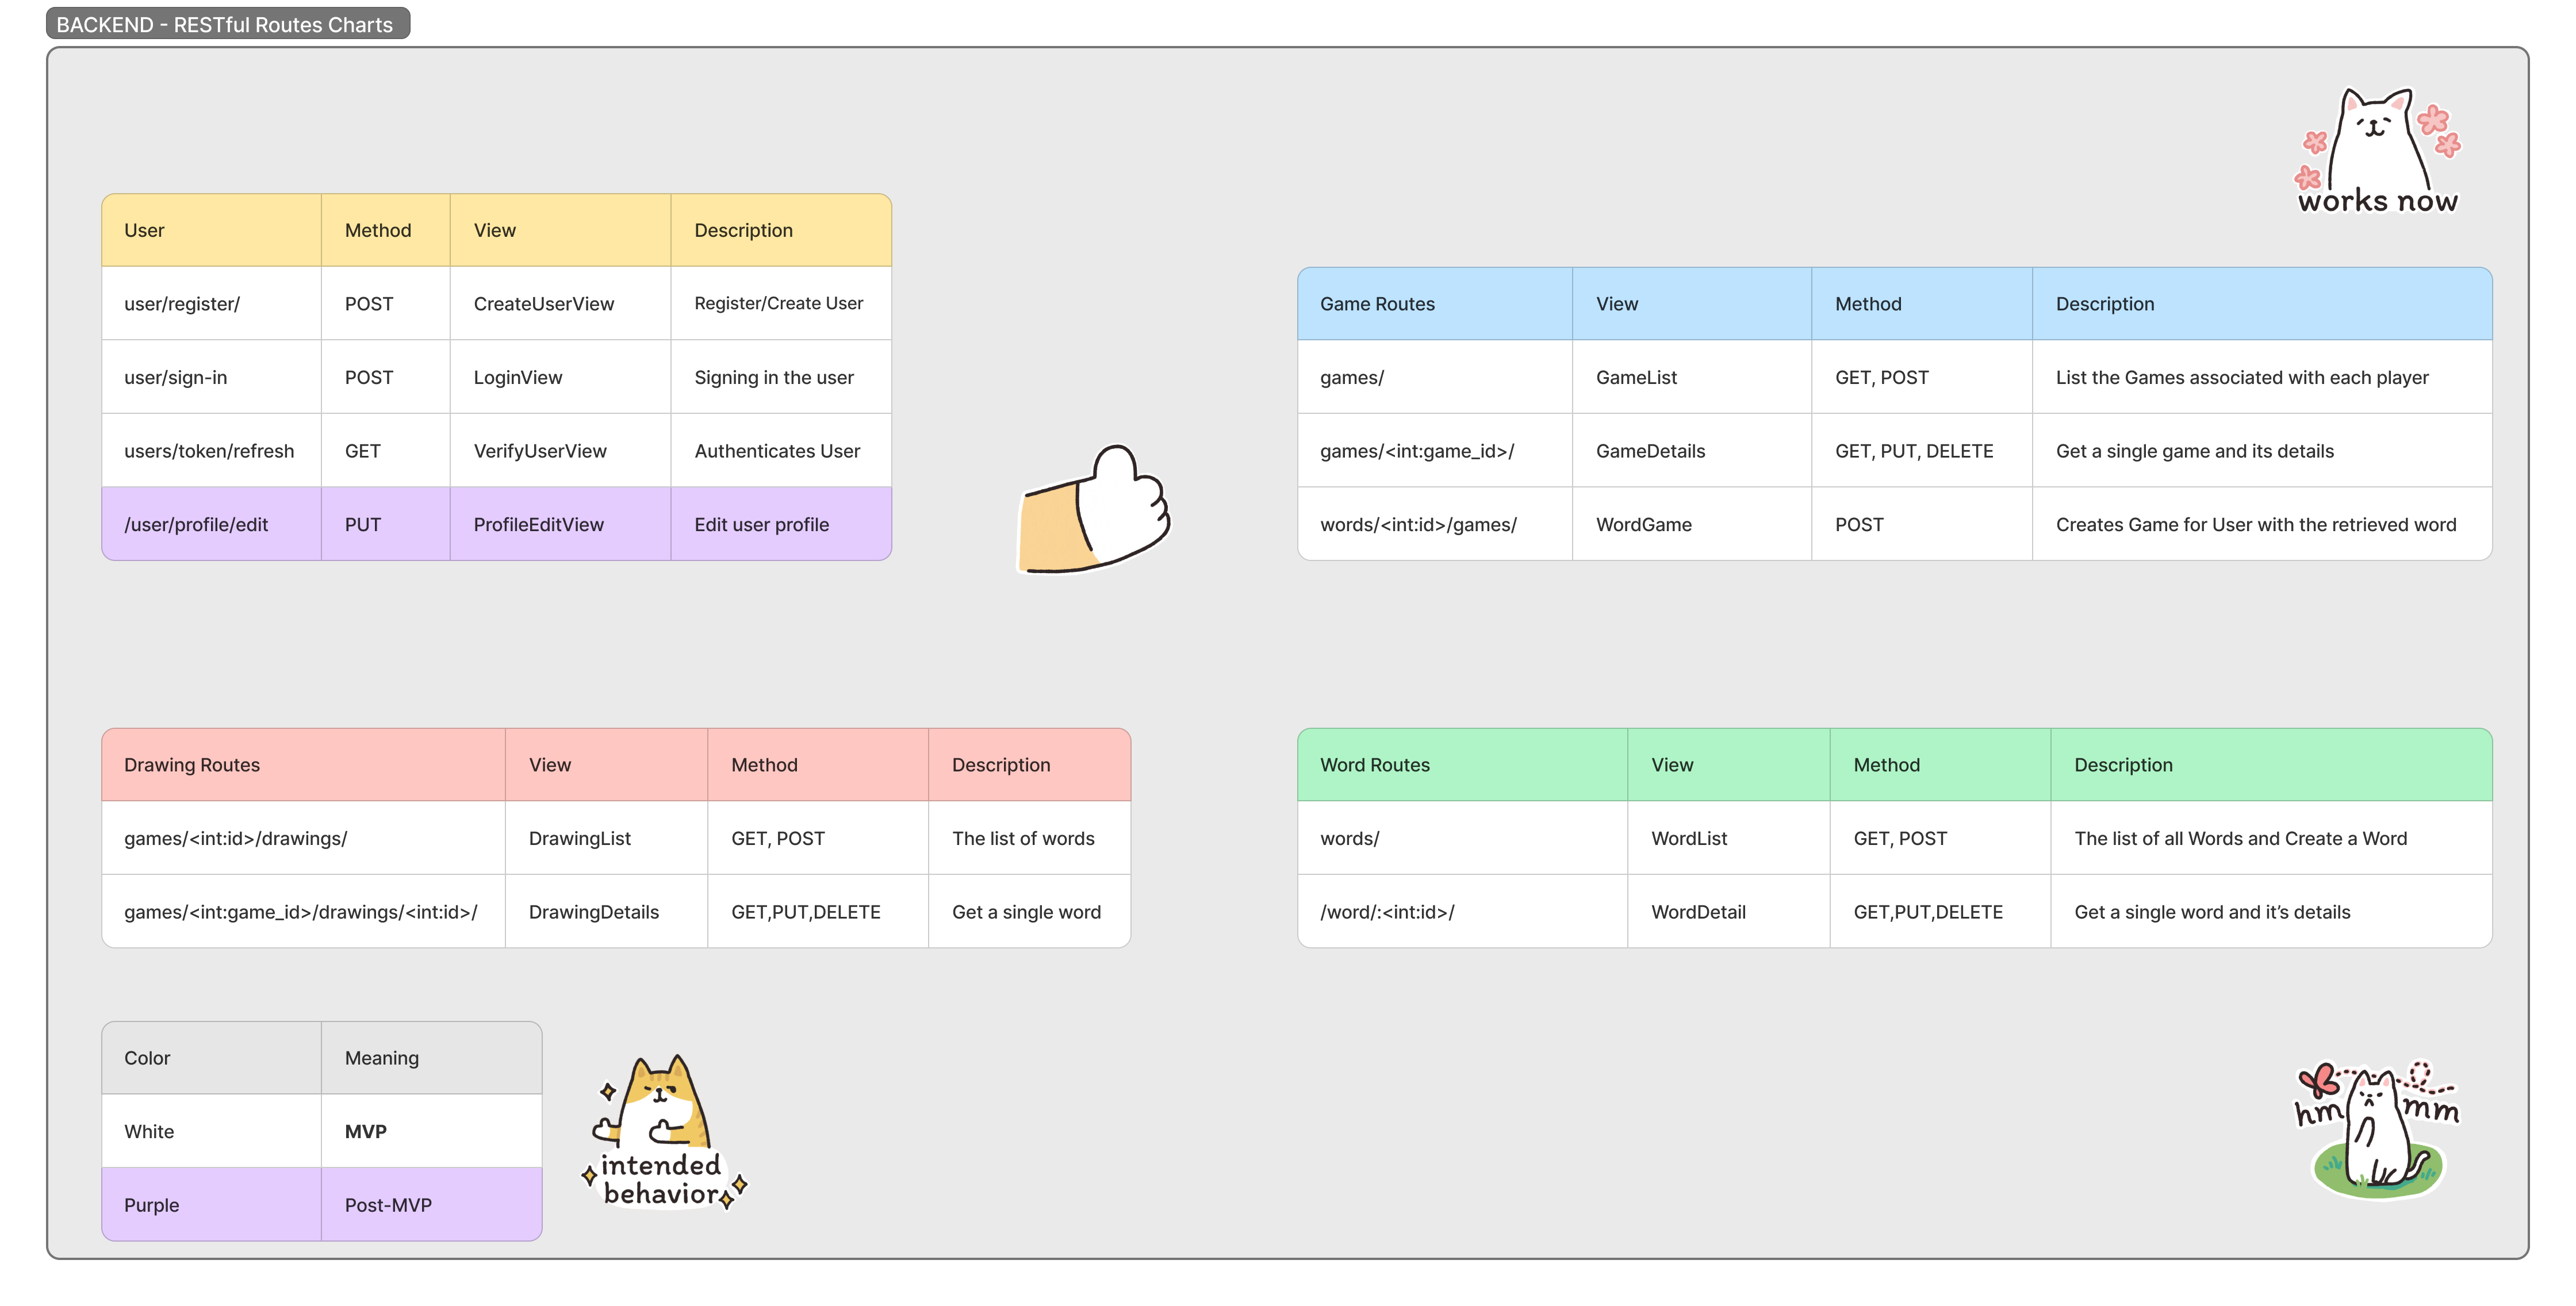 BACKEND - RESTful Routes Charts
works now
User Method View Description
user/register/ POST CreateUserView Register/Create User
user/sign-in POST LoginView Signing in the user
users/token/refresh GET VerifyUserView Authenticates User
/user/profile/edit PUT ProfileEditView Edit user profile
Game Routes View Method Description
games/ GameList GET, POST List the Games associated with each player
games/<int:game_id>/ GameDetails GET, PUT, DELETE Get a single game and its details
words/<int:id>/games/ WordGame POST Creates Game for User with the retrieved word
Drawing Routes View Method Description
games/<int:id>/drawings/ DrawingList GET, POST The list of words
games/<int:game_id>/drawings/<int:id>/ DrawingDetails GET,PUT,DELETE Get a single word
Word Routes View Method Description
words/ WordList GET, POST The list of all Words and Create a Word
/word/:<int:id>/ WordDetail GET,PUT,DELETE Get a single word and it’s details
Color Meaning
White MVP
Purple Post-MVP
intended
behavior
hm mm